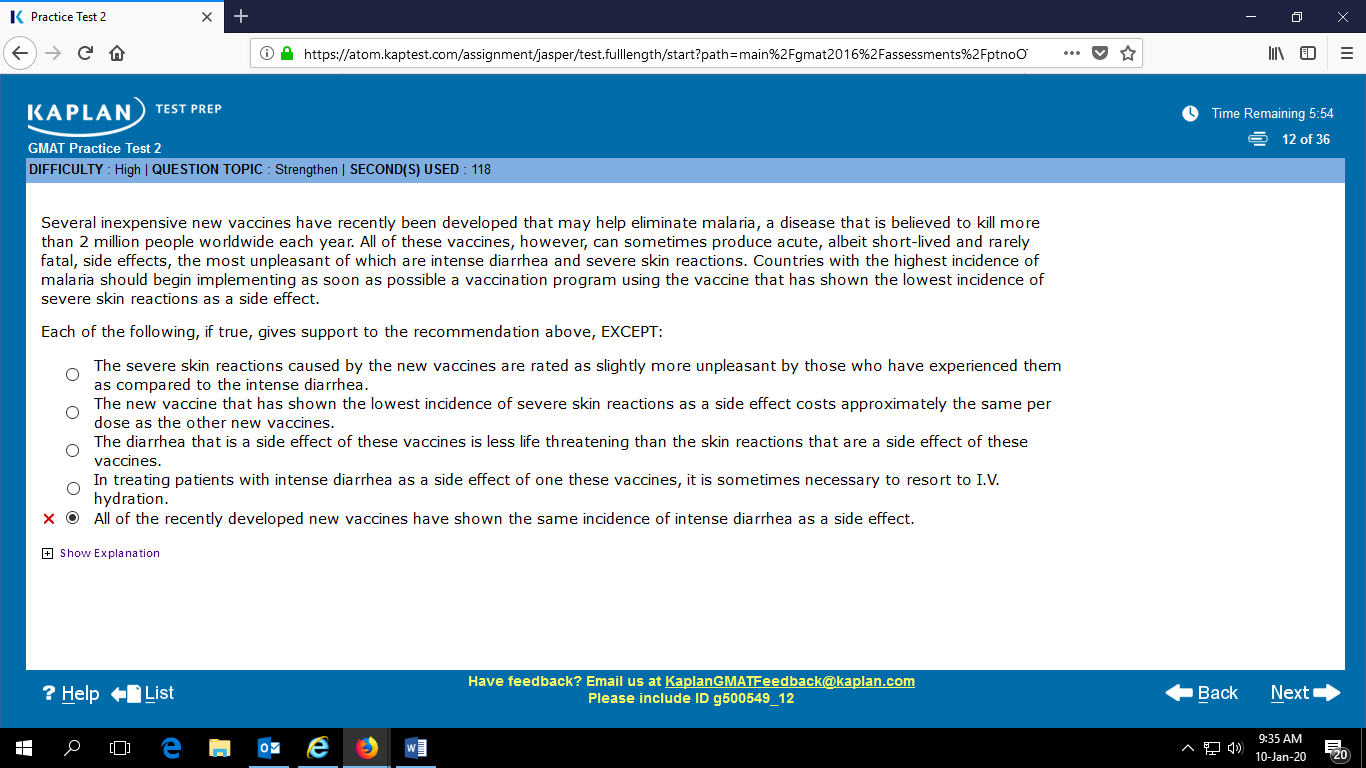 Practice Test 2
https://atom.kaptest.com/assignment/jasper/test.fulllength/start?path=main%2Fgmat2016%2Fassessments%2FptnoO
KAPLAN TEST PREP
Time Remaining 5:54
GMAT Practice Test 2
12 of 36
DIFFICULTY : High | QUESTION TOPIC : Strengthen | SECOND(S) USED : 118
Several inexpensive new vaccines have recently been developed that may help eliminate malaria, a disease that is believed to kill more
than 2 million people worldwide each year. All of these vaccines, however, can sometimes produce acute, albeit short-lived and rarely
fatal, side effects, the most unpleasant of which are intense diarrhea and severe skin reactions. Countries with the highest incidence of
malaria should begin implementing as soon as possible a vaccination program using the vaccine that has shown the lowest incidence of
severe skin reactions as a side effect.
Each of the following, if true, gives support to the recommendation above, EXCEPT:
The severe skin reactions caused by the new vaccines are rated as slightly more unpleasant by those who have experienced them
as compared to the intense diarrhea.
The new vaccine that has shown the lowest incidence of severe skin reactions as a side effect costs approximately the same per
dose as the other new vaccines.
The diarrhea that is a side effect of these vaccines is less life threatening than the skin reactions that are a side effect of these
vaccines.
In treating patients with intense diarrhea as a side effect of one these vaccines, it is sometimes necessary to resort to I.V.
hydration.
All of the recently developed new vaccines have shown the same incidence of intense diarrhea as a side effect.
Show Explanation
Have feedback? Email us at KaplanGMATFeedback@kaplan.com
Please include ID g500549_12
? Help
List
Back
Next
9:35 AM
10-Jan-20
20